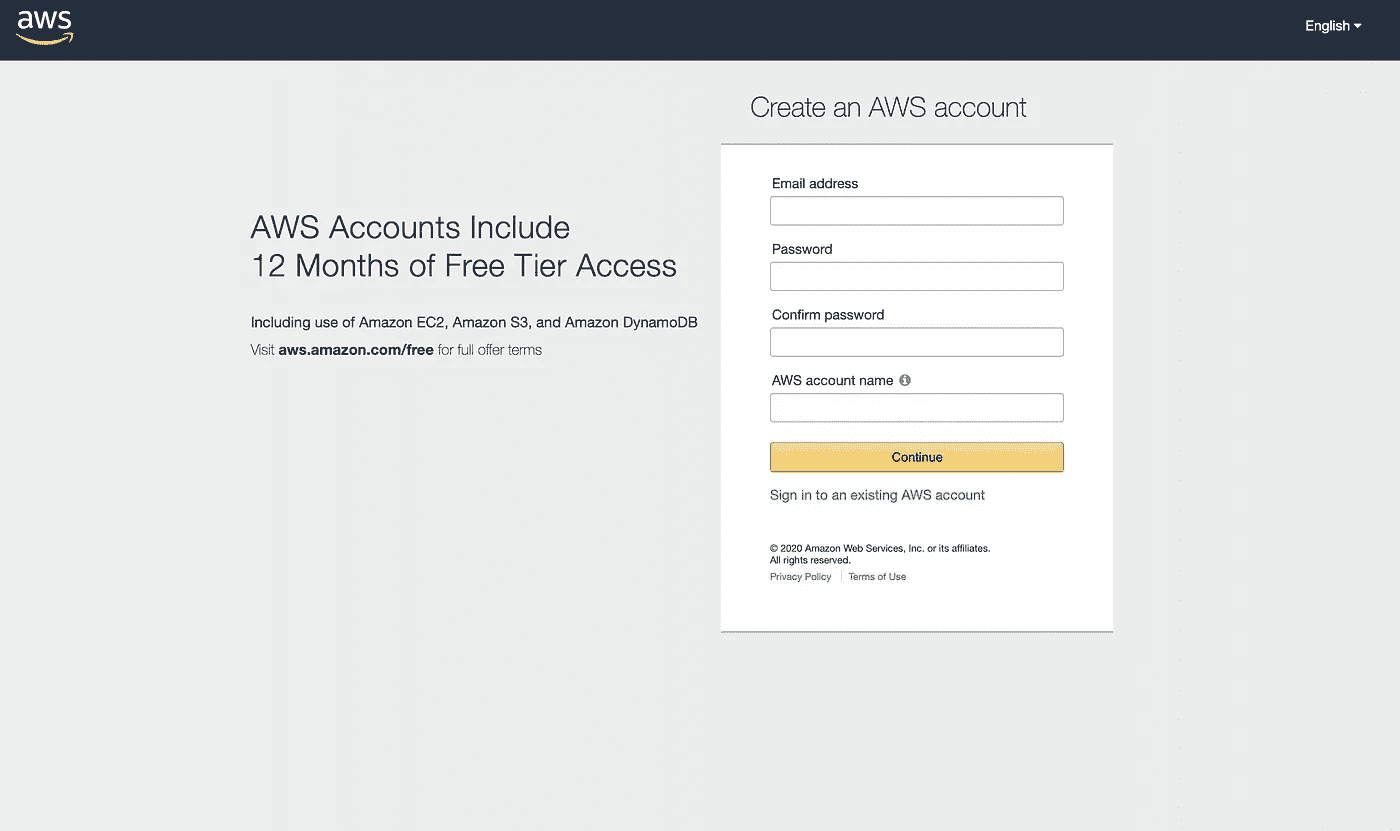 aws
English
Create an AWS account
AWS Accounts Include
12 Months of Free Tier Access
Including use of Amazon EC2, Amazon S3, and Amazon DynamoDB
Visit aws.amazon.com/free for full offer terms
Email address
Password
Confirm password
AWS account name
Continue
Sign in to an existing AWS account
© 2020 Amazon Web Services, Inc. or its affiliates.
All rights reserved.
Privacy Policy | Terms of Use